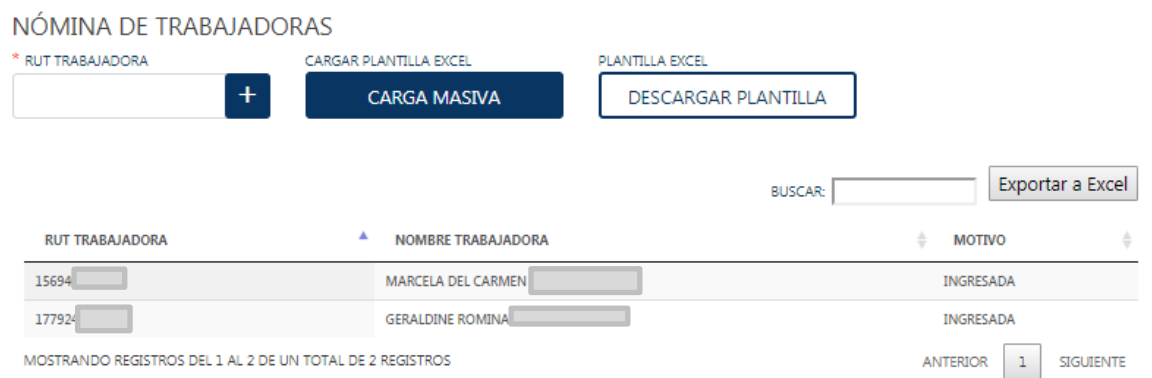 NÓMINA DE TRABAJADORAS
* RUT TRABAJADORA CARGAR PLANTILLA EXCEL PLANTILLA EXCEL
+ CARGA MASIVA DESCARGAR PLANTILLA
BUSCAR: Exportar a Excel
RUT TRABAJADORA NOMBRE TRABAJADORA MOTIVO
15694 MARCELA DEL CARMEN INGRESADA
177924 GERALDINE ROMINA INGRESADA
MOSTRANDO REGISTROS DEL 1 AL 2 DE UN TOTAL DE 2 REGISTROS ANTERIOR 1 SIGUIENTE